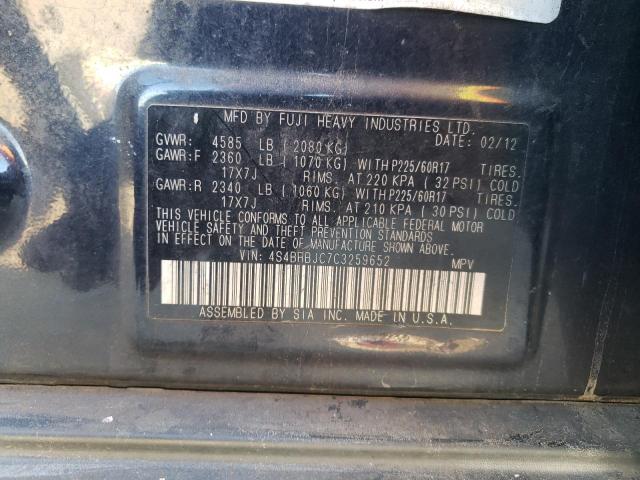 MFD BY FUJI HEAVY INDUSTRIES LTD.
DATE: 02/12
GVWR: 4585 LB (2080 KG)
GAWR:F 2360 LB (1070 KG) WITH P225/60R17 TIRES.
17X7J RIMS. AT 220 KPA (32 PSI) COLD
GAWR:R 2340 LB (1060 KG) WITH P225/60R17 TIRES.
17X7J RIMS. AT 210 KPA (30 PSI) COLD
THIS VEHICLE CONFORMS TO ALL APPLICABLE FEDERAL MOTOR
VEHICLE SAFETY, BUMPER AND THEFT PREVENTION STANDARDS
IN EFFECT ON THE DATE OF MANUFACTURE SHOWN ABOVE.
VIN: 4S4BRBJC7C3259652 MPV
ASSEMBLED BY SIA INC. MADE IN U.S.A.